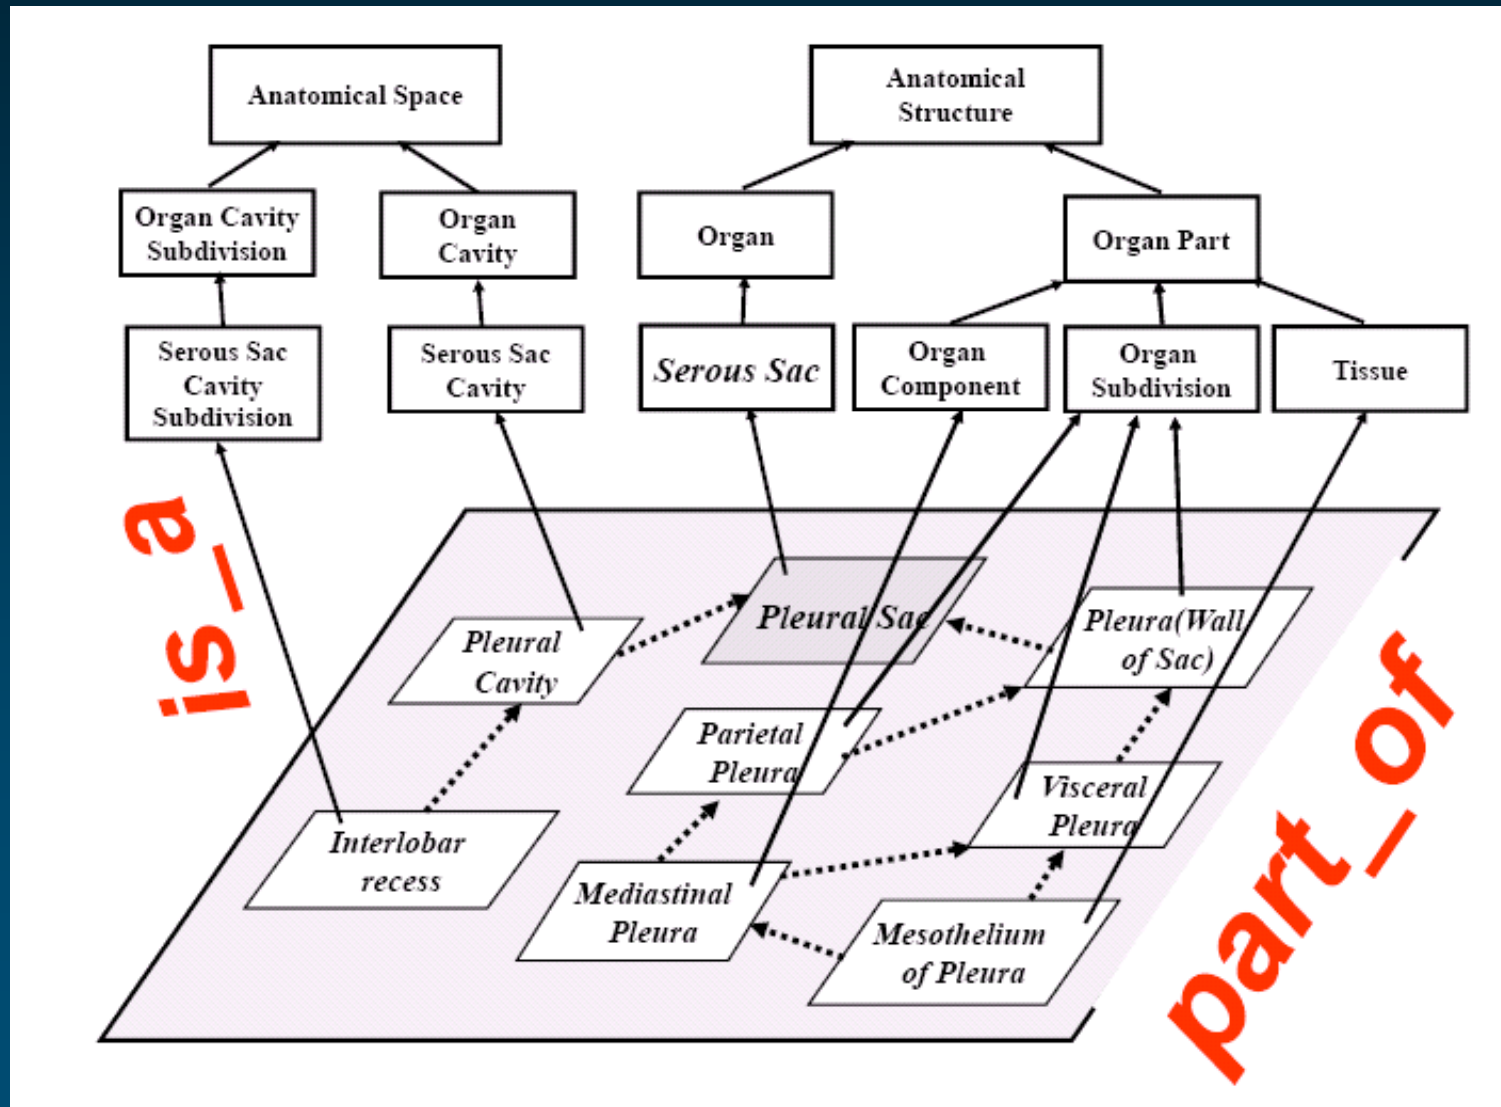 Anatomical Space
Anatomical
Structure
Organ Cavity
Subdivision
Organ
Cavity
Organ
Organ Part
Serous Sac
Cavity
Subdivision
Serous Sac
Cavity
Serous Sac
Organ
Component
Organ
Subdivision
Tissue
is_a
part_of
Pleural Sac
Pleura(Wall
of Sac)
Pleural
Cavity
Parietal
Pleura
Visceral
Pleura
Interlobar
recess
Mediastinal
Pleura
Mesothelium
of Pleura